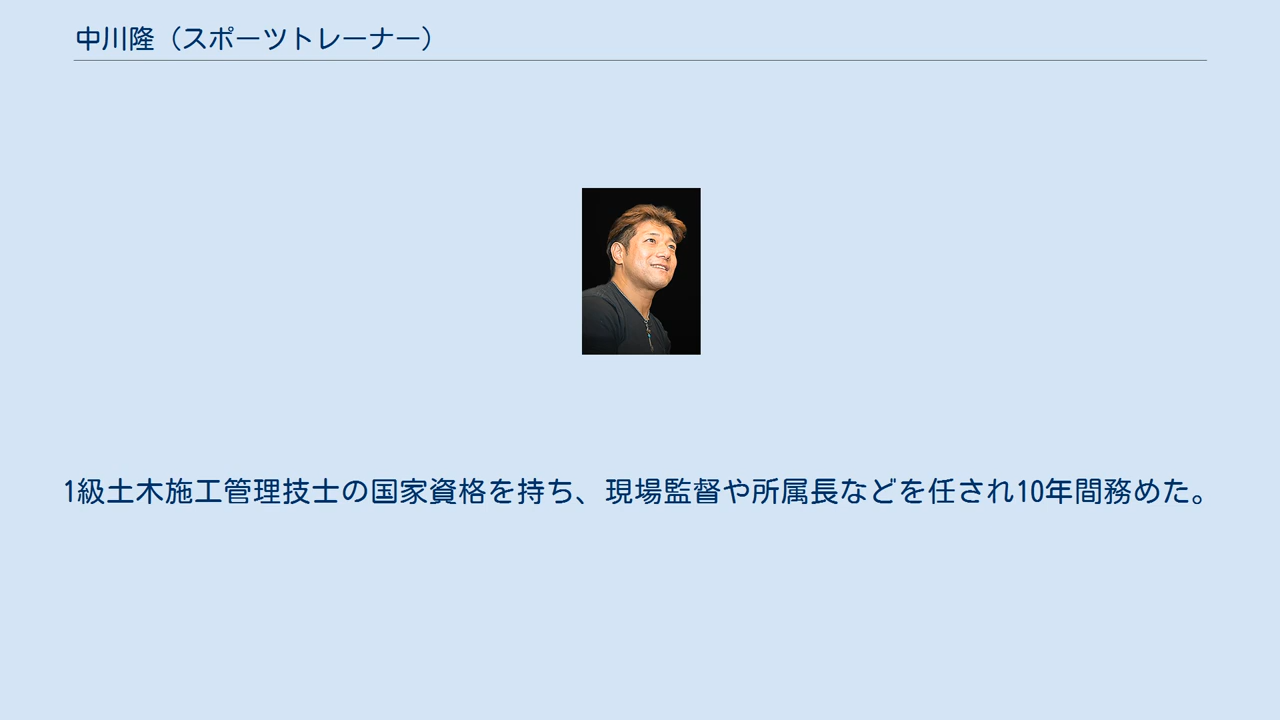 中川隆（スポーツトレーナー）
1級土木施工管理技士の国家資格を持ち、現場監督や所属長などを任され10年間務めた。